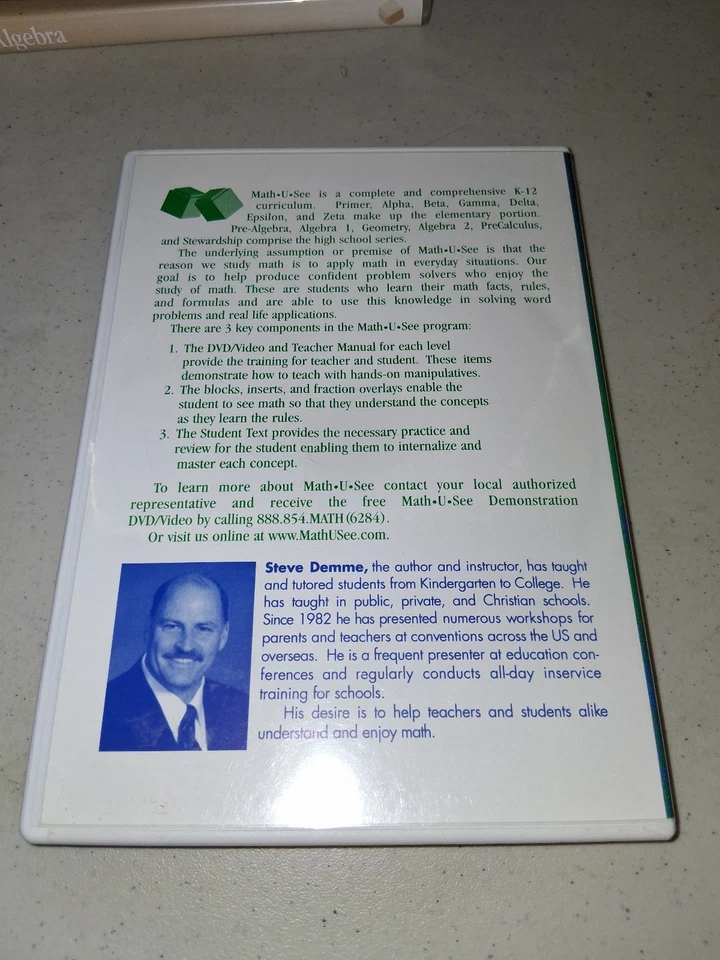 Algebra
Math•U•See is a complete and comprehensive K-12
curriculum. Primer, Alpha, Beta, Gamma, Delta,
Epsilon, and Zeta make up the elementary portion.
Pre-Algebra, Algebra 1, Geometry, Algebra 2, PreCalculus,
and Stewardship comprise the high school series.
The underlying assumption or premise of Math•U•See is that the
reason we study math is to apply math in everyday situations. Our
goal is to help produce confident problem solvers who enjoy the
study of math. These are students who learn their math facts, rules,
and formulas and are able to use this knowledge in solving word
problems and real life applications.
There are 3 key components in the Math•U•See program:
1. The DVD/Video and Teacher Manual for each level
provide the training for teacher and student. These items
demonstrate how to teach with hands-on manipulatives.
2. The blocks, inserts, and fraction overlays enable the
student to see math so that they understand the concepts
as they learn the rules.
3. The Student Text provides the necessary practice and
review for the student enabling them to internalize and
master each concept.
To learn more about Math•U•See contact your local authorized
representative and receive the free Math•U•See Demonstration
DVD/Video by calling 888.854.MATH (6284).
Or visit us online at www.MathUSee.com.
Steve Demme, the author and instructor, has taught
and tutored students from Kindergarten to College. He
has taught in public, private, and Christian schools.
Since 1982 he has presented numerous workshops for
parents and teachers at conventions across the US and
overseas. He is a frequent presenter at education con-
ferences and regularly conducts all-day inservice
training for schools.
His desire is to help teachers and students alike
understand and enjoy math.